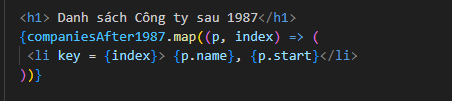 <h1> Danh sách Công ty sau 1987</h1>
{companiesAfter1987.map((p, index) => (
<li key = {index}> {p.name}, {p.start}</li>
))}